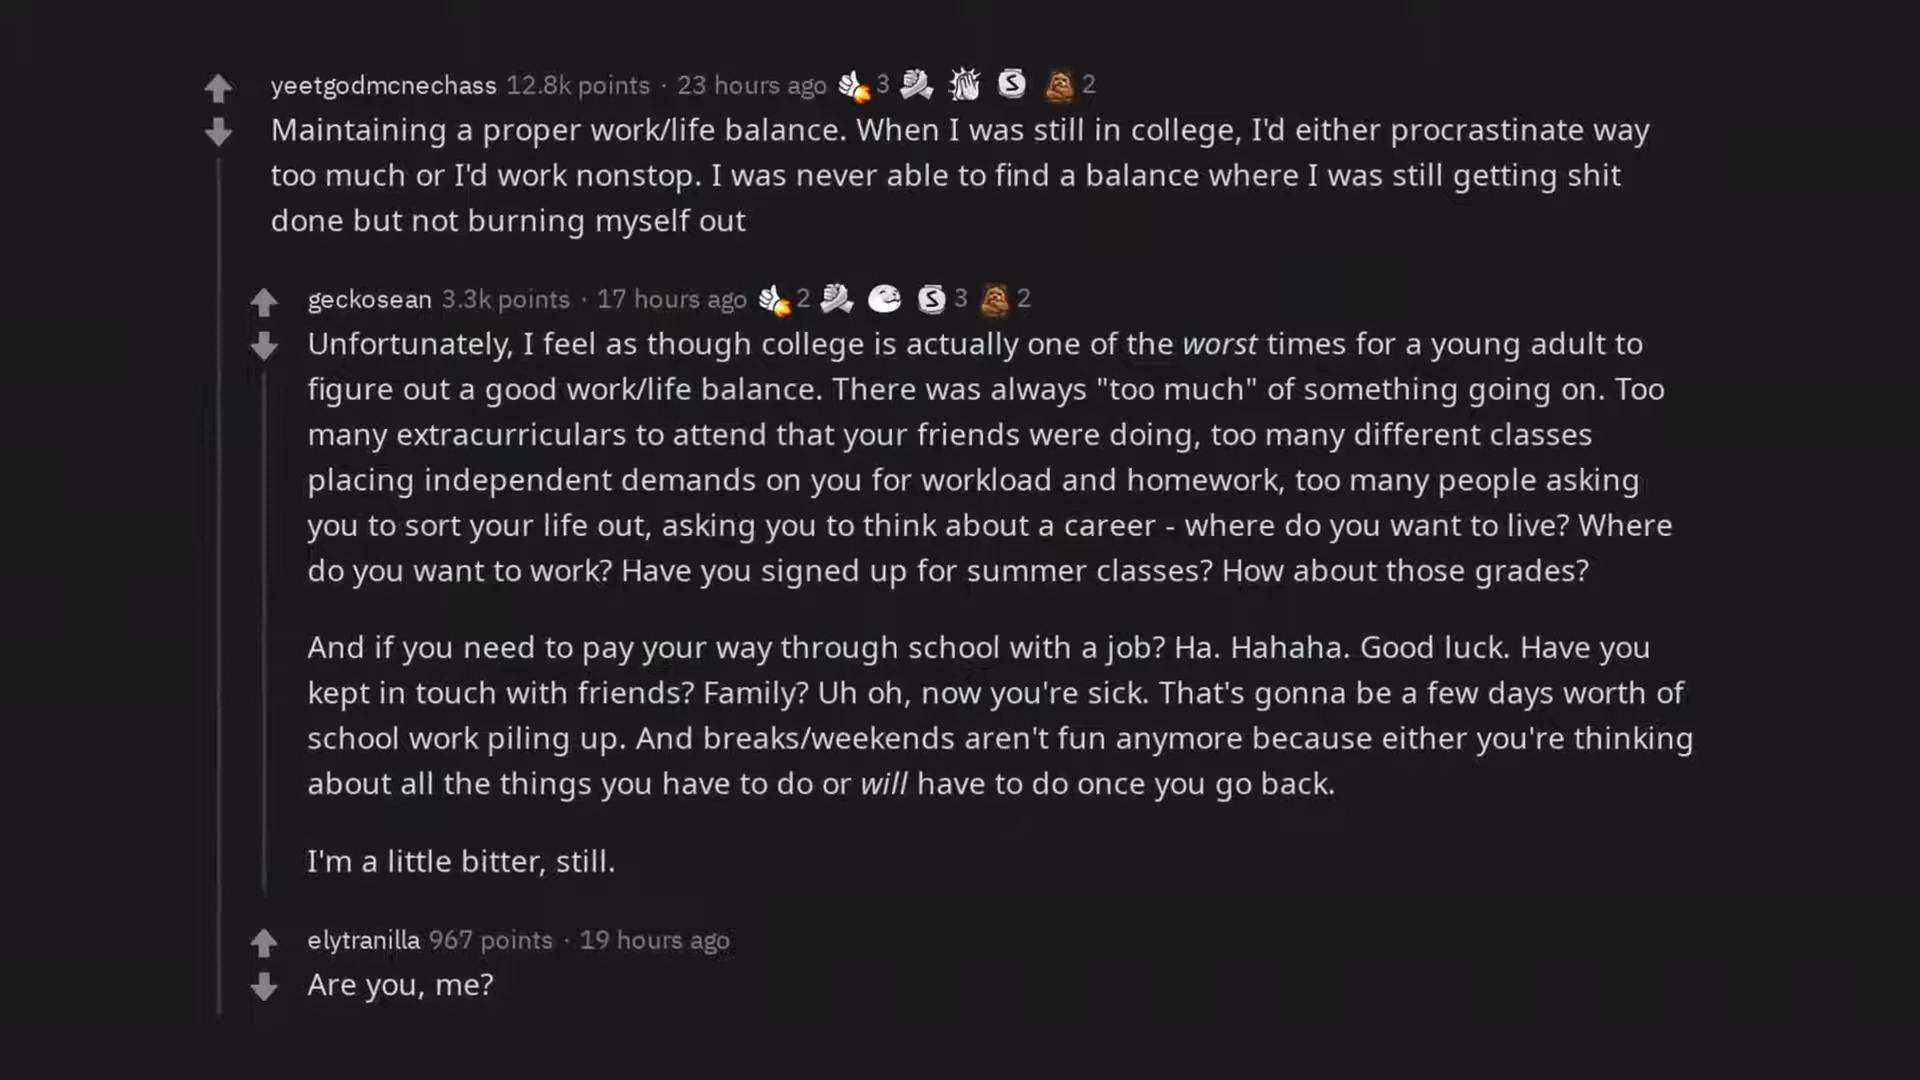 yeetgodmcnechass 12.8k points · 23 hours ago 3 S 2
Maintaining a proper work/life balance. When I was still in college, I'd either procrastinate way
too much or I'd work nonstop. I was never able to find a balance where I was still getting shit
done but not burning myself out
geckosean 3.3k points · 17 hours ago 2 S 3 2
Unfortunately, I feel as though college is actually one of the worst times for a young adult to
figure out a good work/life balance. There was always "too much" of something going on. Too
many extracurriculars to attend that your friends were doing, too many different classes
placing independent demands on you for workload and homework, too many people asking
you to sort your life out, asking you to think about a career - where do you want to live? Where
do you want to work? Have you signed up for summer classes? How about those grades?
And if you need to pay your way through school with a job? Ha. Hahaha. Good luck. Have you
kept in touch with friends? Family? Uh oh, now you're sick. That's gonna be a few days worth of
school work piling up. And breaks/weekends aren't fun anymore because either you're thinking
about all the things you have to do or will have to do once you go back.
I'm a little bitter, still.
elytranilla 967 points · 19 hours ago
Are you, me?